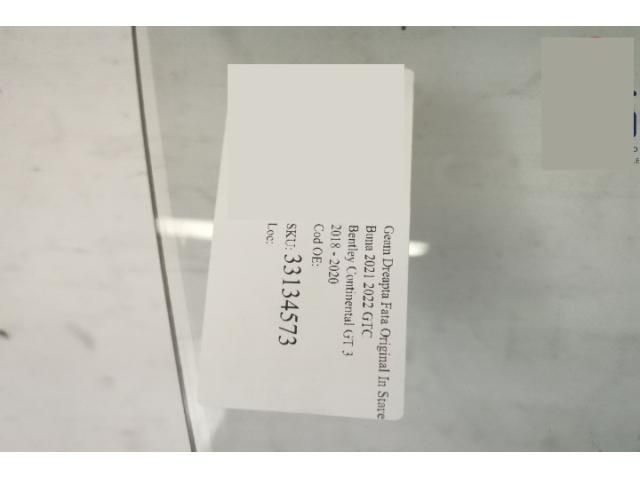 Geam Dreapta Fata Original In Stare
Buna 2021 2022 GTC
Bentley Continental GT 3
2018 - 2020
Cod OE:
SKU: 33134573
Loc: